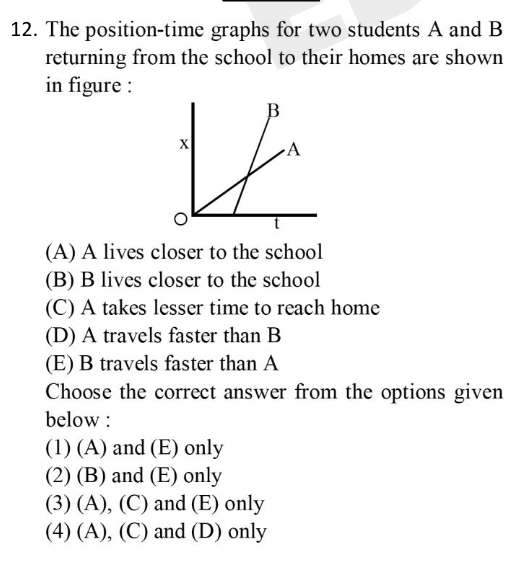 12. The position-time graphs for two students A and B
returning from the school to their homes are shown
in figure :
B
x
A
O
t
(A) A lives closer to the school
(B) B lives closer to the school
(C) A takes lesser time to reach home
(D) A travels faster than B
(E) B travels faster than A
Choose the correct answer from the options given
below :
(1) (A) and (E) only
(2) (B) and (E) only
(3) (A), (C) and (E) only
(4) (A), (C) and (D) only